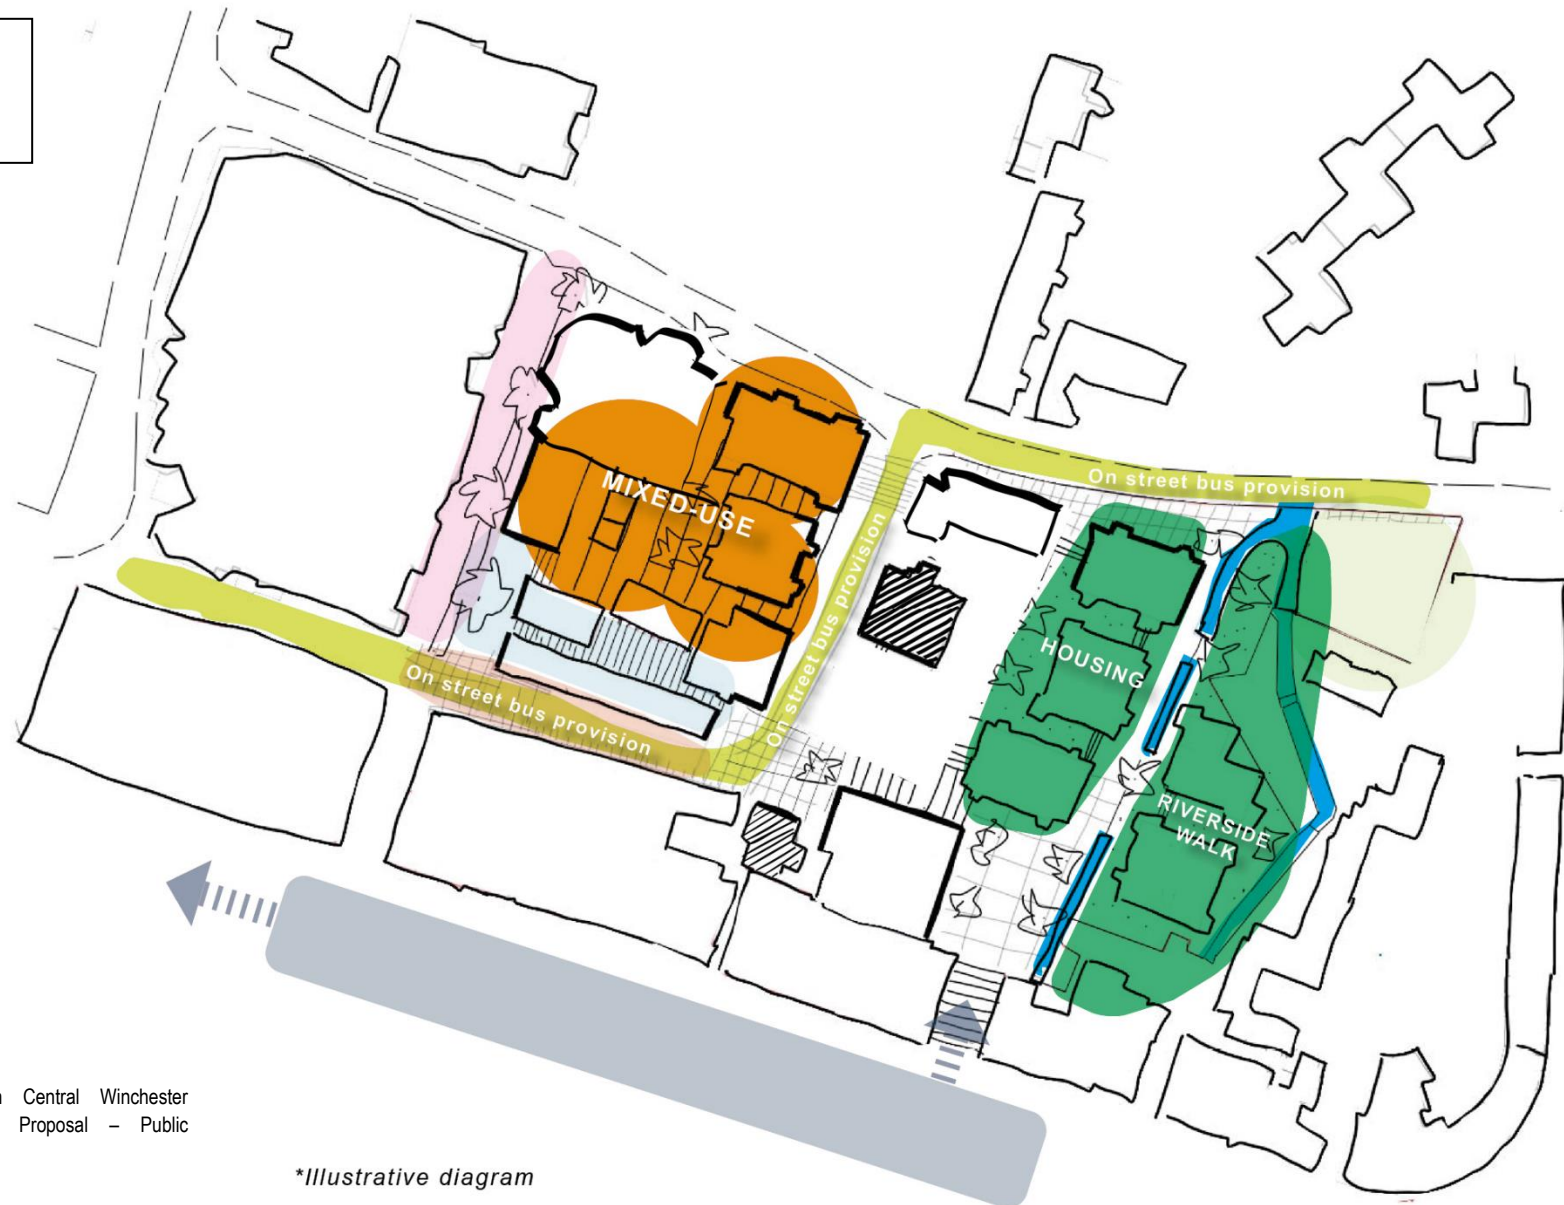 On street bus provision
MIXED-USE
On street bus provision
HOUSING
On street bus provision
RIVERSIDE
WALK
Central Winchester
Proposal – Public
*Illustrative diagram